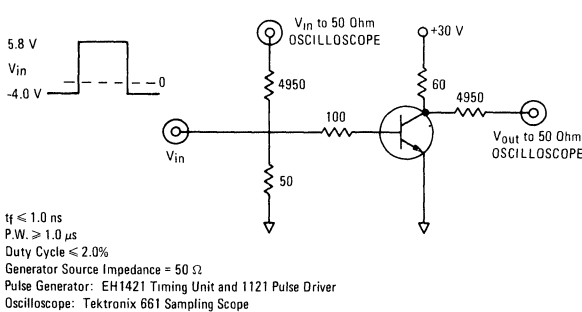 5.8 V
Vin
-4.0 V
0
Vin to 50 Ohm
OSCILLOSCOPE
+30 V
4950
60
4950
100
Vin
50
Vout to 50 Ohm
OSCILLOSCOPE
tf ≤ 1.0 ns
P.W. ≥ 1.0 μs
Duty Cycle ≤ 2.0%
Generator Source Impedance = 50 Ω
Pulse Generator: EH1421 Timing Unit and 1121 Pulse Driver
Oscilloscope: Tektronix 661 Sampling Scope